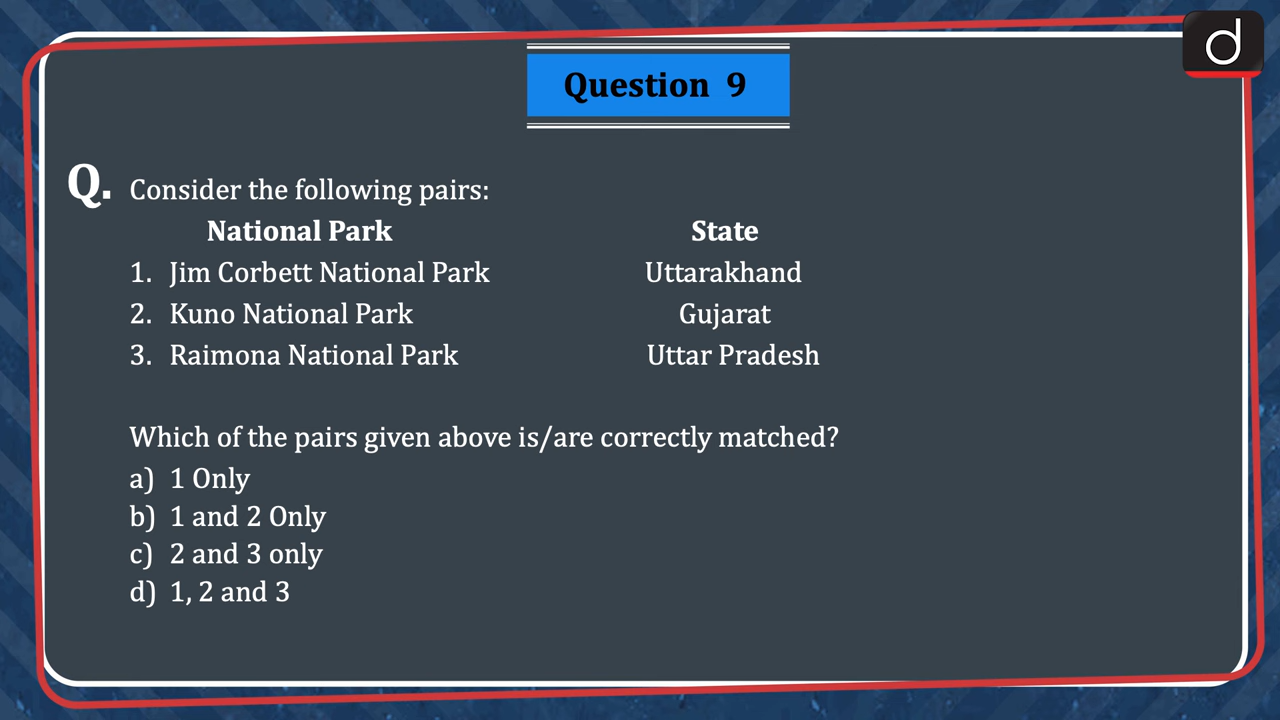 d
Question 9
Q. Consider the following pairs:
National Park State
1. Jim Corbett National Park Uttarakhand
2. Kuno National Park Gujarat
3. Raimona National Park Uttar Pradesh
Which of the pairs given above is/are correctly matched?
a) 1 Only
b) 1 and 2 Only
c) 2 and 3 only
d) 1, 2 and 3